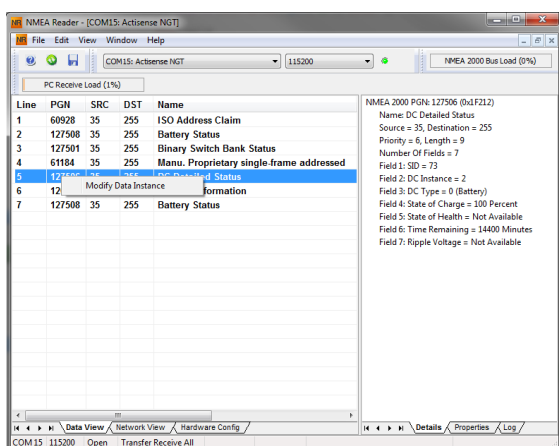 NMEA Reader - [COM15: Actisense NGT]
File Edit View Window Help
COM15: Actisense NGT 115200 NMEA 2000 Bus Load (0%)
PC Receive Load (1%)
Line PGN SRC DST Name
1 60928 35 255 ISO Address Claim
2 127508 35 255 Battery Status
3 127501 35 255 Binary Switch Bank Status
4 61184 35 255 Manu. Proprietary single-frame addressed
5 127506 35 255 DC Detailed Status
Modify Data Instance
6 formation
7 127508 35 255 Battery Status
NMEA 2000 PGN: 127506 (0x1F212)
Name: DC Detailed Status
Source = 35, Destination = 255
Priority = 6, Length = 9
Number Of Fields = 7
Field 1: SID = 73
Field 2: DC Instance = 2
Field 3: DC Type = 0 (Battery)
Field 4: State of Charge = 100 Percent
Field 5: State of Health = Not Available
Field 6: Time Remaining = 14400 Minutes
Field 7: Ripple Voltage = Not Available
Data View Network View Hardware Config
Details Properties Log
COM 15 115200 Open Transfer Receive All